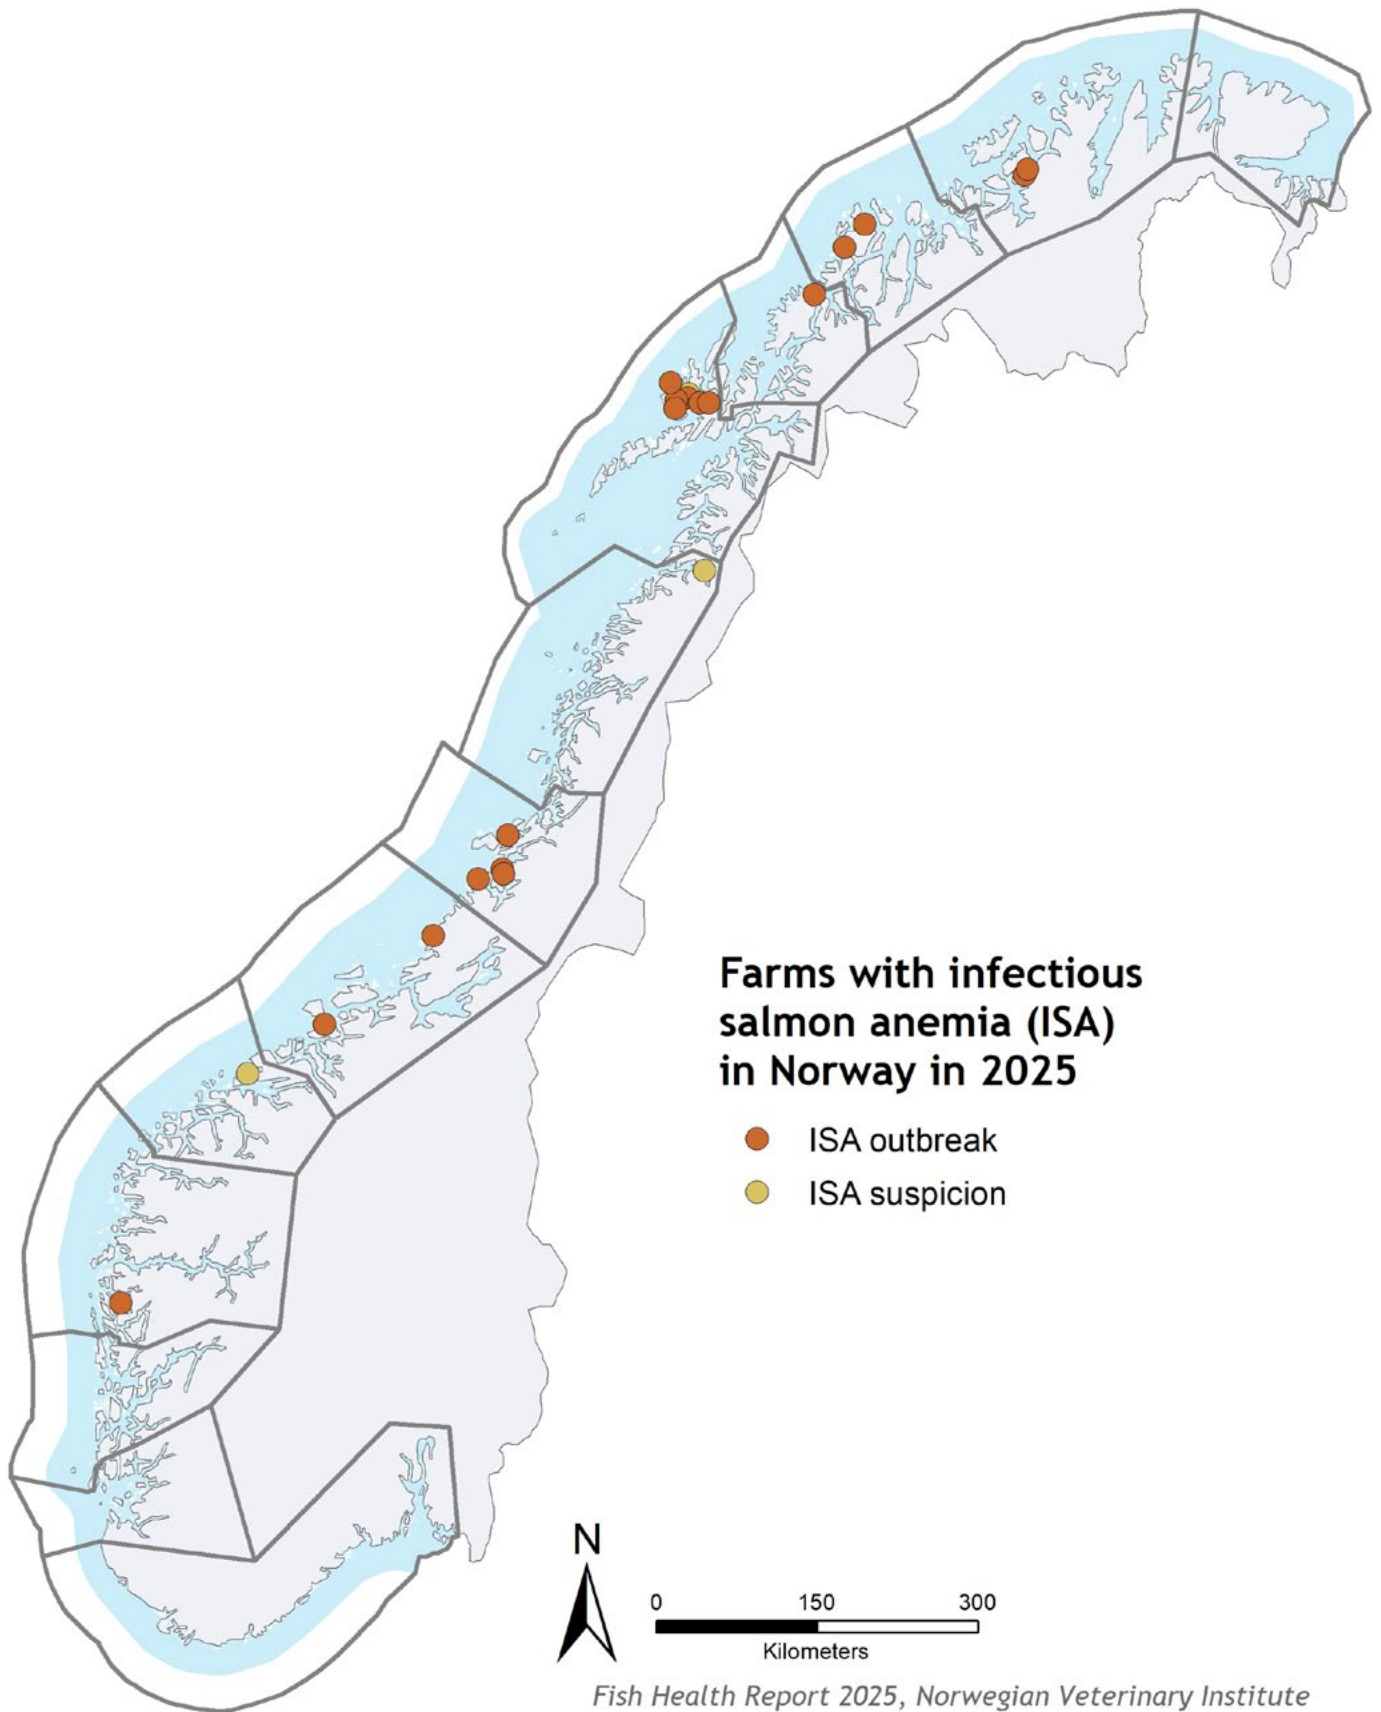 Farms with infectious
salmon anemia (ISA)
in Norway in 2025
ISA outbreak
ISA suspicion
N
0 150 300
Kilometers
Fish Health Report 2025, Norwegian Veterinary Institute